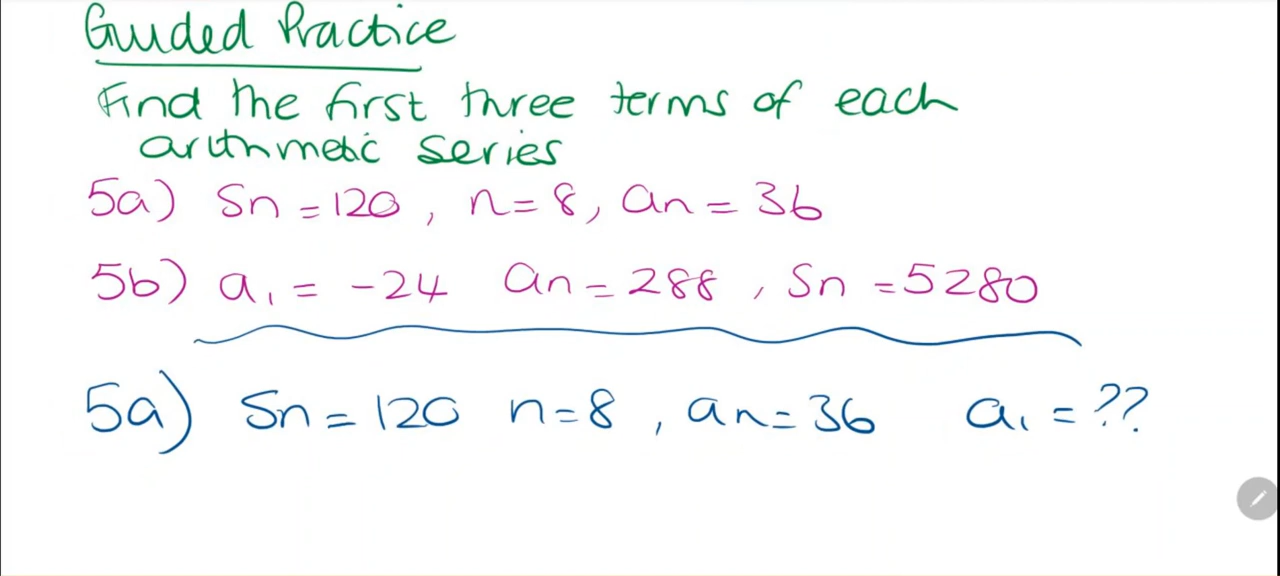 Guided Practice
Find the first three terms of each
arithmetic series
5a) Sn = 120 , n = 8, an = 36
5b) a₁ = -24 an = 288 , Sn = 5280
5a) Sn = 120 n = 8 , an = 36 a₁ = ??